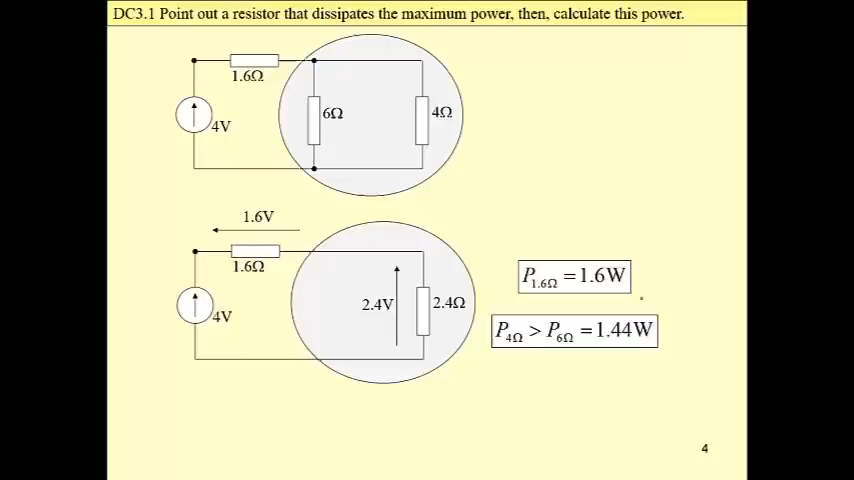 DC3.1 Point out a resistor that dissipates the maximum power, then, calculate this power.
1.6Ω
6Ω
4Ω
4V
1.6V
1.6Ω
4V
2.4V
2.4Ω
P1.6Ω = 1.6W
P4Ω > P6Ω = 1.44W
4